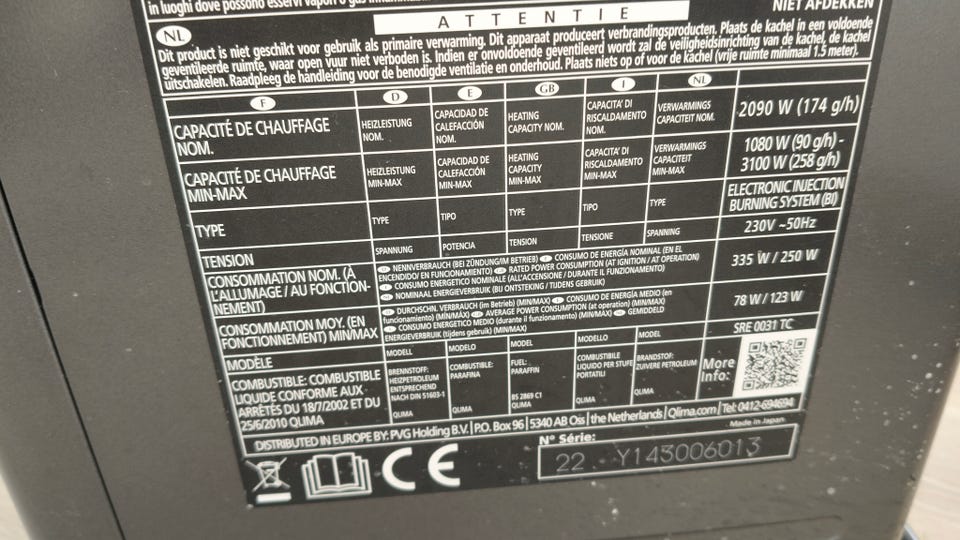 in luoghi dove possono esservi vapori o gas
NIET AFDEKKEN
ATTENTIE
NL
Dit product is niet geschikt voor gebruik als primaire verwarming. Dit apparaat produceert verbrandingsproducten. Plaats de kachel in een voldoende
geventileerde ruimte, waar open vuur niet verboden is. Indien er onvoldoende geventileerd wordt zal de veiligheidsinrichting van de kachel, de kachel
uitschakelen. Raadpleeg de handleiding voor de benodigde ventilatie en onderhoud. Plaats niets op of voor de kachel (vrije ruimte minimaal 1.5 meter).
F D E GB I NL
CAPACITÉ DE CHAUFFAGE
NOM.
HEIZLEISTUNG
NOM.
CAPACIDAD DE
CALEFACCIÓN
NOM.
HEATING
CAPACITY NOM.
CAPACITA' DI
RISCALDAMENTO
NOM.
VERWARMINGS
CAPACITEIT NOM.
2090 W (174 g/h)
CAPACITÉ DE CHAUFFAGE
MIN-MAX
HEIZLEISTUNG
MIN-MAX
CAPACIDAD DE
CALEFACCIÓN
MIN-MAX
HEATING
CAPACITY
MIN-MAX
CAPACITA' DI
RISCALDAMENTO
MIN-MAX
VERWARMINGS
CAPACITEIT
MIN-MAX
1080 W (90 g/h) -
3100 W (258 g/h)
TYPE TYPE TIPO TYPE TIPO TYPE
ELECTRONIC INJECTION
BURNING SYSTEM (BI)
TENSION SPANNUNG POTENCIA TENSION TENSIONE SPANNING 230V ~50Hz
CONSOMMATION NOM. (À
L'ALLUMAGE / AU FONCTION-
NEMENT)
D NENNVERBRAUCH (BEI ZÜNDUNG/IM BETRIEB) E CONSUMO DE ENERGÍA NOMINAL (EN EL
ENCENDIDO/EN FUNCIONAMIENTO) GB RATED POWER CONSUMPTION (AT IGNITION / AT OPERATION)
I CONSUMO ENERGETICO NOMINALE (ALL'ACCENSIONE / DURANTE IL FUNZIONAMENTO)
NL NOMINAAL ENERGIEVERBRUIK (BIJ ONTSTEKING / TIJDENS GEBRUIK)
335 W / 250 W
CONSOMMATION MOY. (EN
FONCTIONNEMENT) MIN/MAX
D DURCHSCHN. VERBRAUCH (im Betrieb) (MIN/MAX) E CONSUMO DE ENERGÍA MEDIO (en
funcionamiento) (MÍN/MÁX) GB AVERAGE POWER CONSUMPTION (at operation) (MIN/MAX)
I CONSUMO ENERGETICO MEDIO (durante il funzionamento) (MIN/MAX) NL GEMIDDELD
ENERGIEVERBRUIK (tijdens gebruik) (MIN/MAX)
78 W / 123 W
MODÈLE MODELL MODELO MODEL MODELLO MODEL SRE 0031 TC
COMBUSTIBLE: COMBUSTIBLE
LIQUIDE CONFORME AUX
ARRÊTÉS DU 18/7/2002 ET DU
25/6/2010 QLIMA
BRENNSTOFF:
HEIZPETROLEUM
ENTSPRECHEND
NACH DIN 51603-1
QLIMA
COMBUSTIBLE:
PARAFINA
QLIMA
FUEL:
PARAFFIN
BS 2869 C1
QLIMA
COMBUSTIBILE
LIQUIDO PER STUFE
PORTATILI
QLIMA
BRANDSTOF:
ZUIVERE PETROLEUM
QLIMA
More
Info:
DISTRIBUTED IN EUROPE BY: PVG Holding B.V. | P.O. Box 96 | 5340 AB Oss | the Netherlands | Qlima.com | Tel: 0412-694694
Made in Japan
CE
N° Série:
22 Y143006013